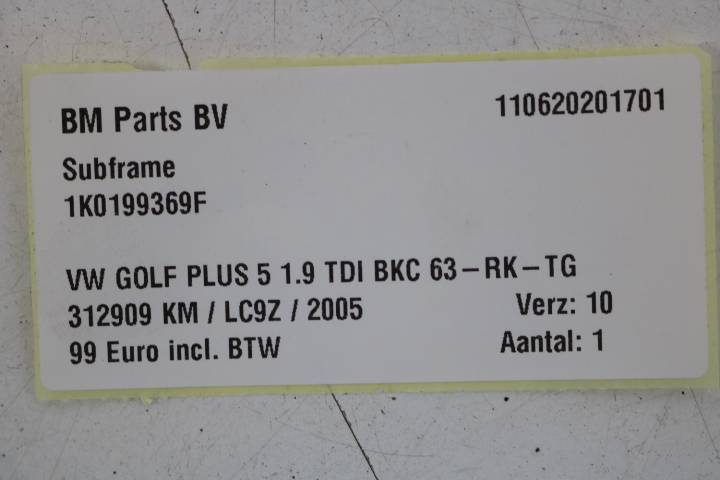 BM Parts BV 110620201701
Subframe
1K0199369F
VW GOLF PLUS 5 1.9 TDI BKC 63-RK-TG
312909 KM / LC9Z / 2005 Verz: 10
99 Euro incl. BTW Aantal: 1